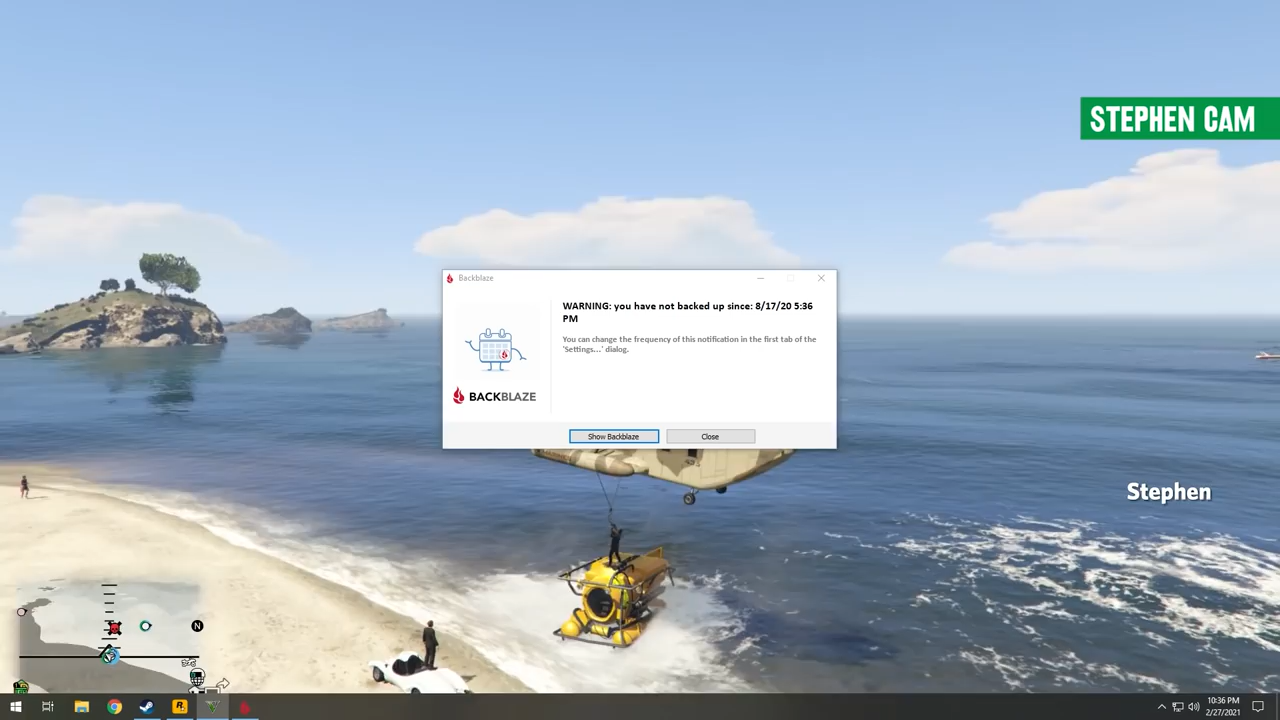 STEPHEN CAM
Backblaze
WARNING: you have not backed up since: 8/17/20 5:36
PM
You can change the frequency of this notification in the first tab of the
'Settings...' dialog.
BACKBLAZE
Show Backblaze
Close
Stephen
N
10:36 PM
2/27/2021